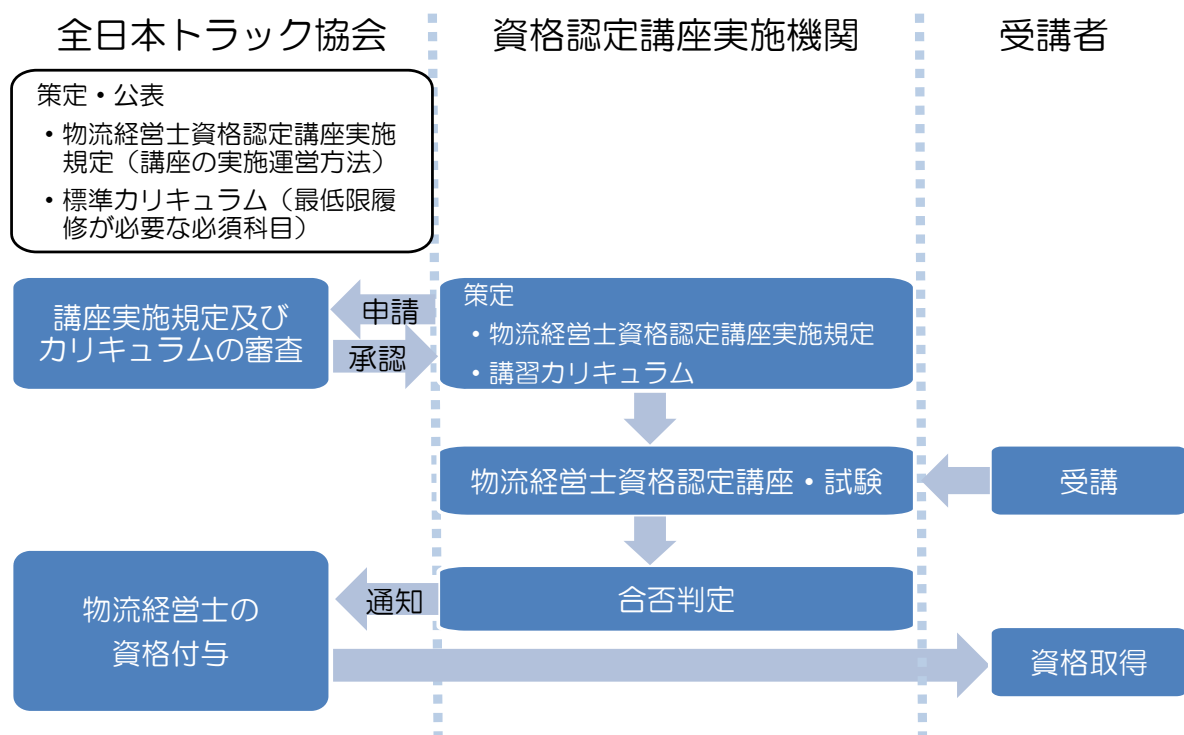 全日本トラック協会
資格認定講座実施機関
受講者
策定・公表
・物流経営士資格認定講座実施
規定（講座の実施運営方法）
・標準カリキュラム（最低限履
修が必要な必須科目）
講座実施規定及び
カリキュラムの審査
申請
承認
策定
・物流経営士資格認定講座実施規定
・講習カリキュラム
物流経営士資格認定講座・試験
受講
物流経営士の
資格付与
通知
合否判定
資格取得